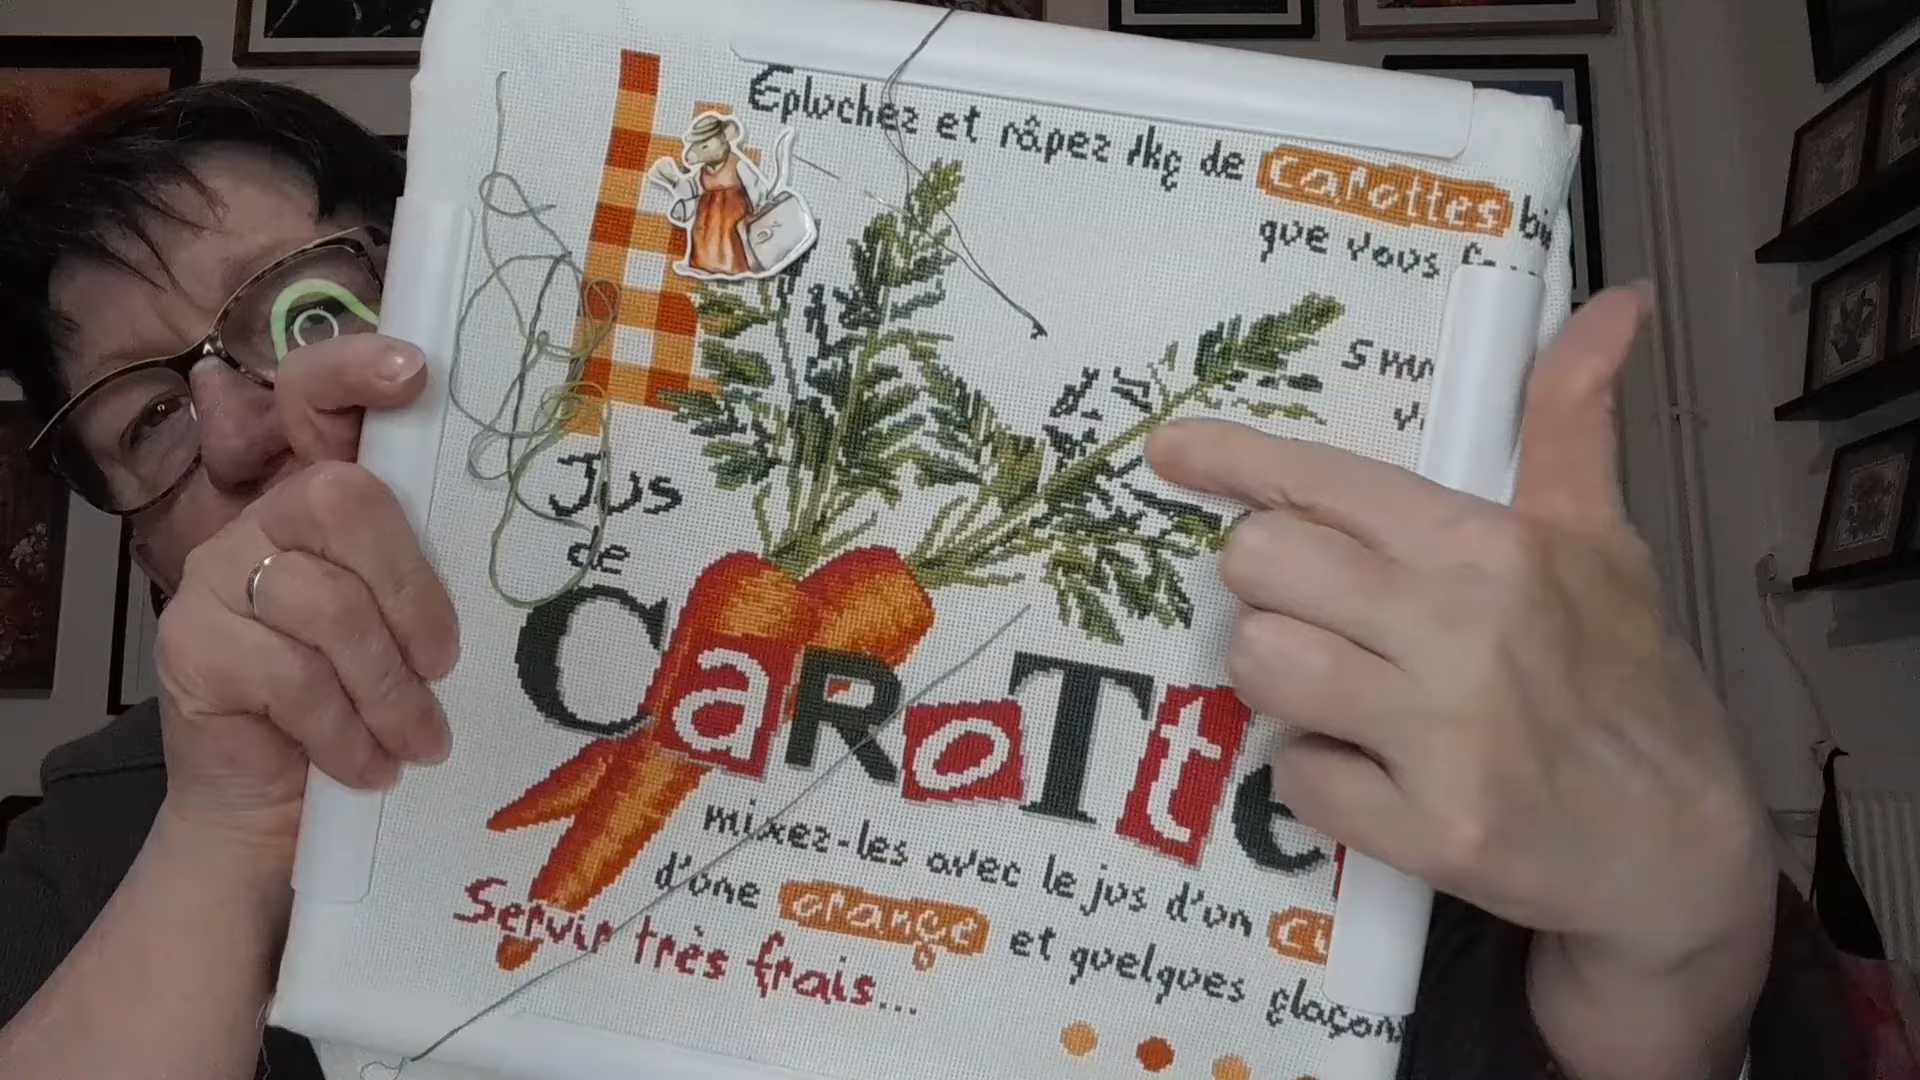 Epluchez et râpez 1kg de carottes
que vous
5
Jus
de
CaRoTte
mixez-les avec le jus d'un
d'une orange et quelques glaçons
Servir très frais...